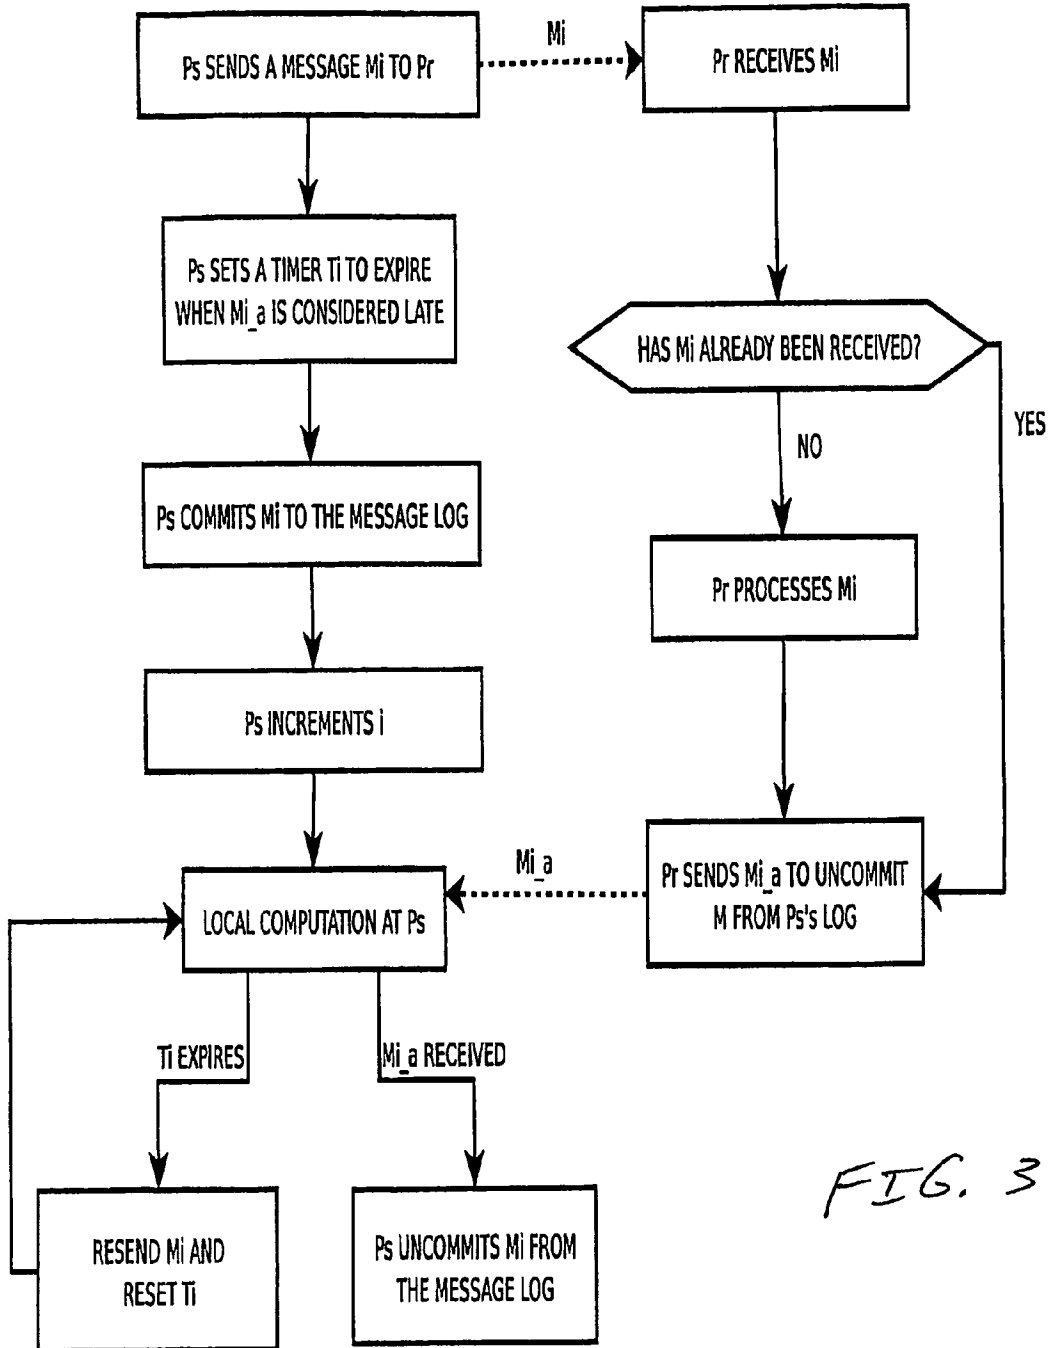 Ps SENDS A MESSAGE Mi TO Pr
Mi
Pr RECEIVES Mi
Ps SETS A TIMER Ti TO EXPIRE
WHEN Mi_a IS CONSIDERED LATE
HAS Mi ALREADY BEEN RECEIVED?
YES
NO
Ps COMMITS Mi TO THE MESSAGE LOG
Pr PROCESSES Mi
Ps INCREMENTS i
Mi_a
Pr SENDS Mi_a TO UNCOMMIT
M FROM Ps'S LOG
LOCAL COMPUTATION AT Ps
Ti EXPIRES
Mi_a RECEIVED
RESEND Mi AND
RESET Ti
Ps UNCOMMITS Mi FROM
THE MESSAGE LOG
FIG. 3